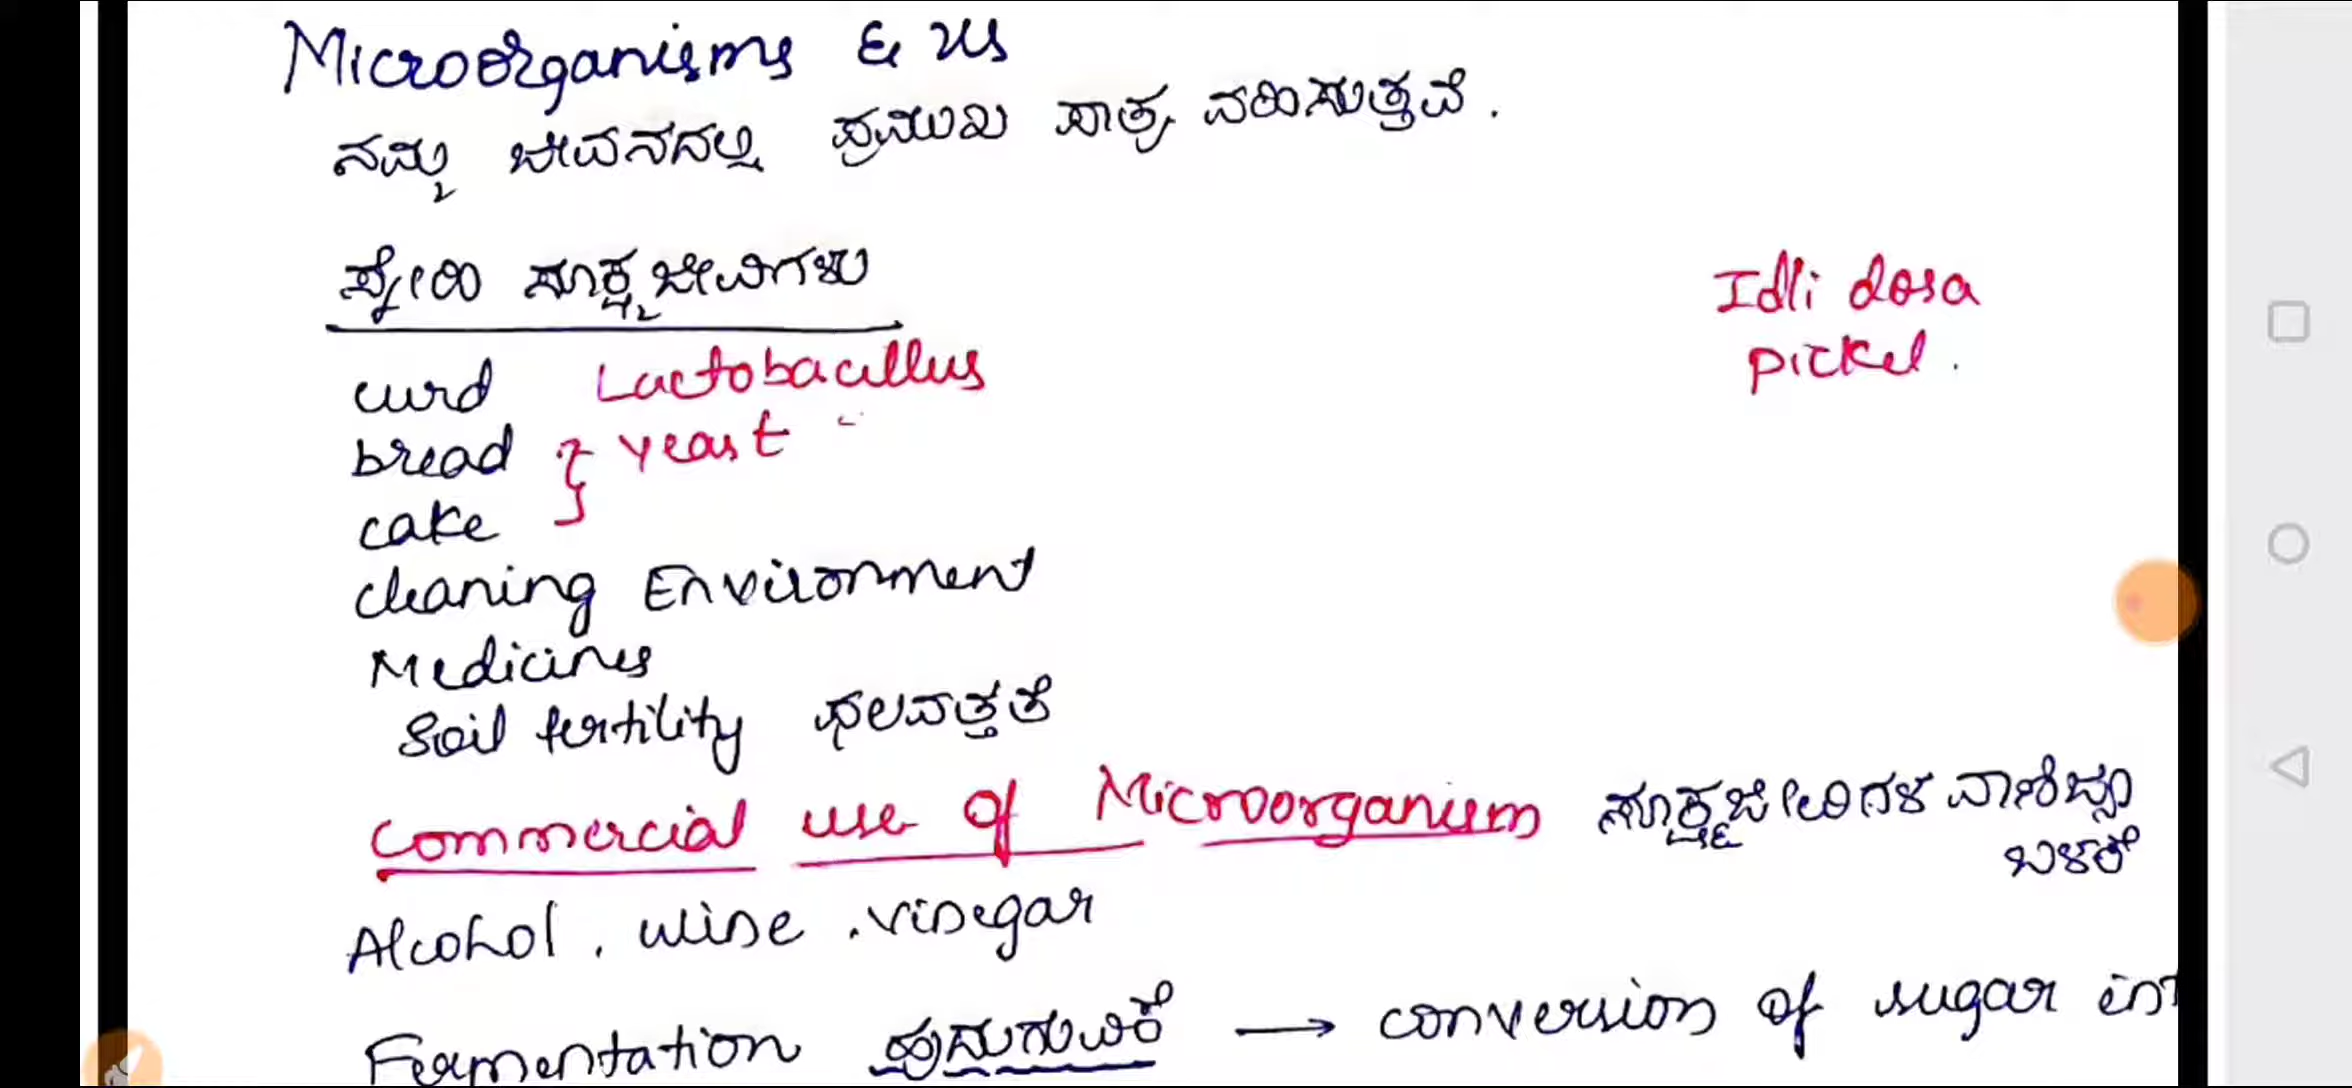 Microorganisms & us
ನಮ್ಮ ಜೀವನದಲ್ಲಿ ಪ್ರಮುಖ ಪಾತ್ರ ವಹಿಸುತ್ತವೆ.
ಸ್ನೇಹಿ ಸೂಕ್ಷ್ಮಜೀವಿಗಳು
Idli dosa
pickel.
curd Lactobacillus
bread } yeast
cake
cleaning Environment
Medicines
Soil fertility ಫಲವತ್ತತೆ
Commercial use of Microorganism ಸೂಕ್ಷ್ಮಜೀವಿಗಳ ವಾಣಿಜ್ಯ
ಬಳಕೆ
Alcohol, wine, vinegar
Fermentation ಹುದುಗುವಿಕೆ → conversion of sugar int